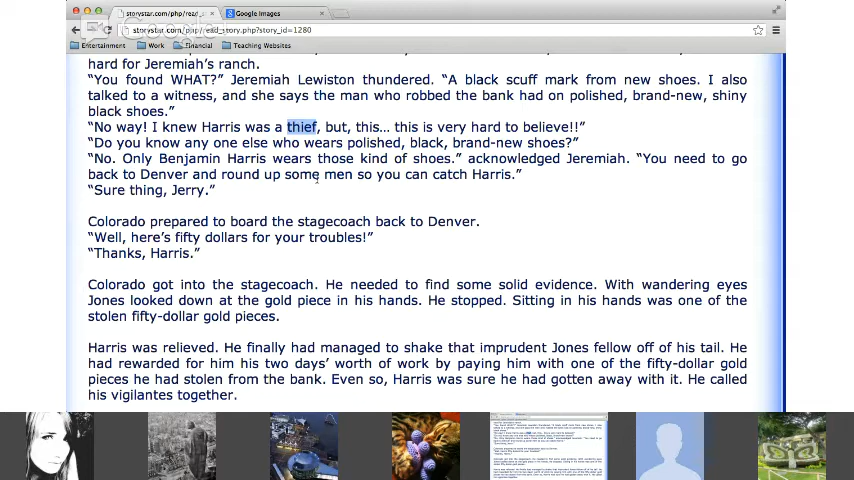 storystar.com/php/read_s
Google Images
storystar.com/php/read_story.php?story_id=1280
Entertainment Work Financial Teaching Websites
hard for Jeremiah's ranch.
“You found WHAT?” Jeremiah Lewiston thundered. “A black scuff mark from new shoes. I also
talked to a witness, and she says the man who robbed the bank had on polished, brand-new, shiny
black shoes.”
“No way! I knew Harris was a thief, but, this... this is very hard to believe!!”
“Do you know any one else who wears polished, black, brand-new shoes?”
“No. Only Benjamin Harris wears those kind of shoes.” acknowledged Jeremiah. “You need to go
back to Denver and round up some men so you can catch Harris.”
“Sure thing, Jerry.”
Colorado prepared to board the stagecoach back to Denver.
“Well, here's fifty dollars for your troubles!”
“Thanks, Harris.”
Colorado got into the stagecoach. He needed to find some solid evidence. With wandering eyes
Jones looked down at the gold piece in his hands. He stopped. Sitting in his hands was one of the
stolen fifty-dollar gold pieces.
Harris was relieved. He finally had managed to shake that imprudent Jones fellow off of his tail. He
had rewarded for him his two days' worth of work by paying him with one of the fifty-dollar gold
pieces he had stolen from the bank. Even so, Harris was sure he had gotten away with it. He called
his vigilantes together.